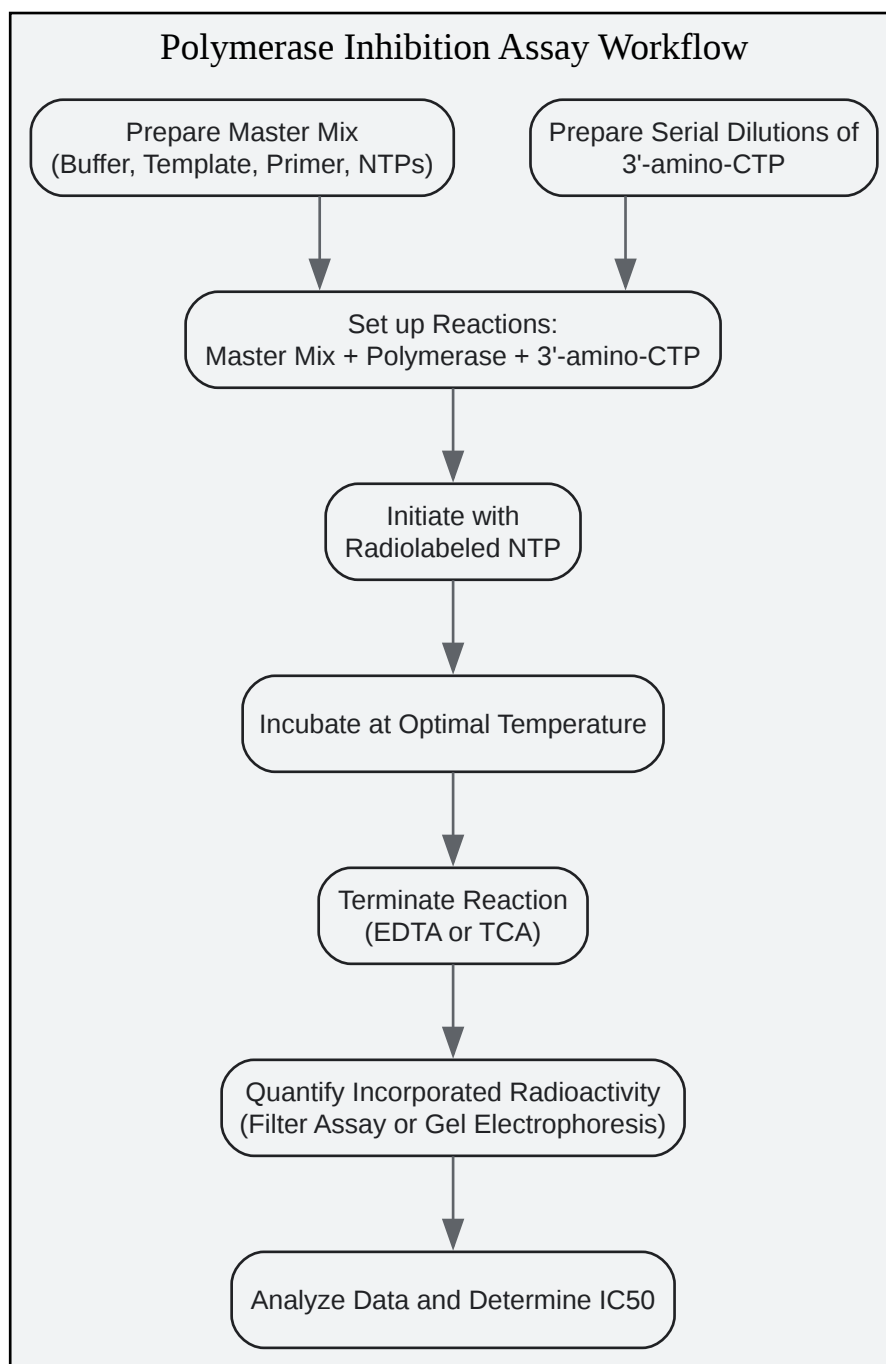 Polymerase Inhibition Assay Workflow
Prepare Master Mix
(Buffer, Template, Primer, NTPs)
Prepare Serial Dilutions of
3'-amino-CTP
Set up Reactions:
Master Mix + Polymerase + 3'-amino-CTP
Initiate with
Radiolabeled NTP
Incubate at Optimal Temperature
Terminate Reaction
(EDTA or TCA)
Quantify Incorporated Radioactivity
(Filter Assay or Gel Electrophoresis)
Analyze Data and Determine IC50